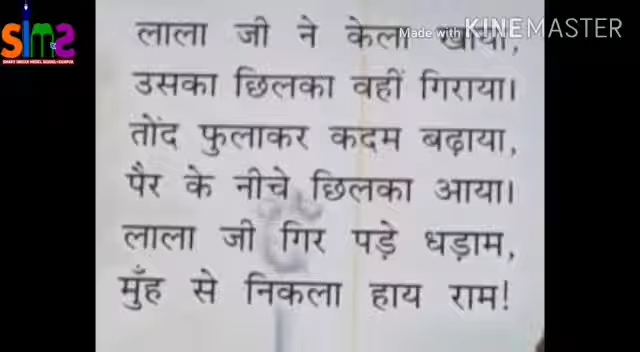 sims
Made with KINEMASTER
लाला जी ने केला खाया,
उसका छिलका वहीं गिराया।
तोंद फुलाकर कदम बढ़ाया,
पैर के नीचे छिलका आया।
लाला जी गिर पड़े धड़ाम,
मुँह से निकला हाय राम!